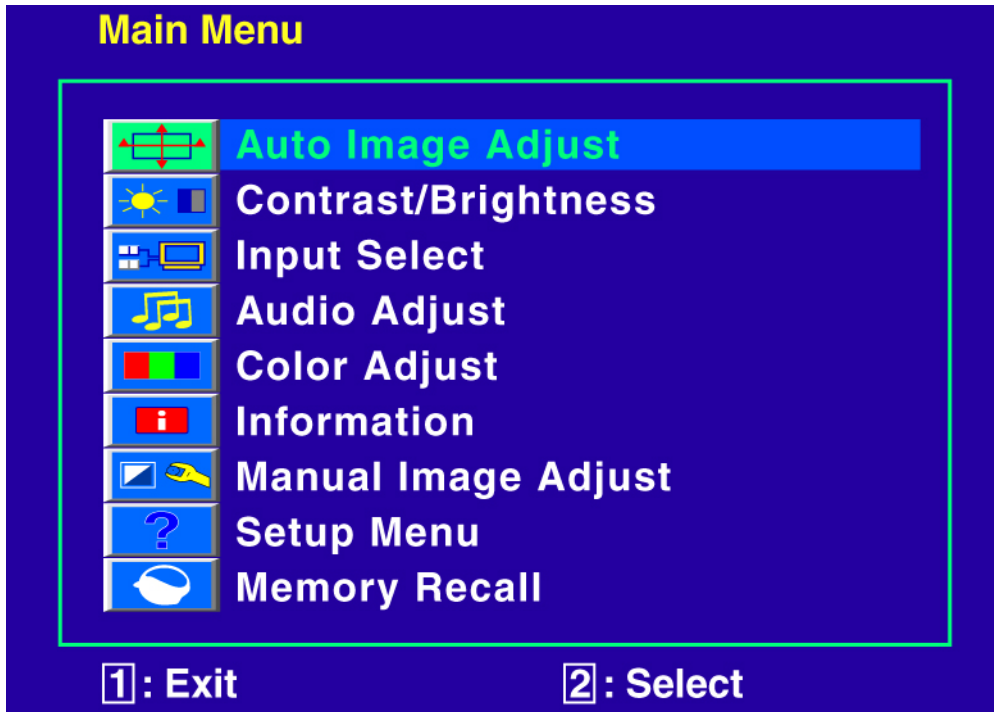 Main Menu
Auto Image Adjust
Contrast/Brightness
Input Select
Audio Adjust
Color Adjust
i Information
Manual Image Adjust
? Setup Menu
Memory Recall
1: Exit 2: Select